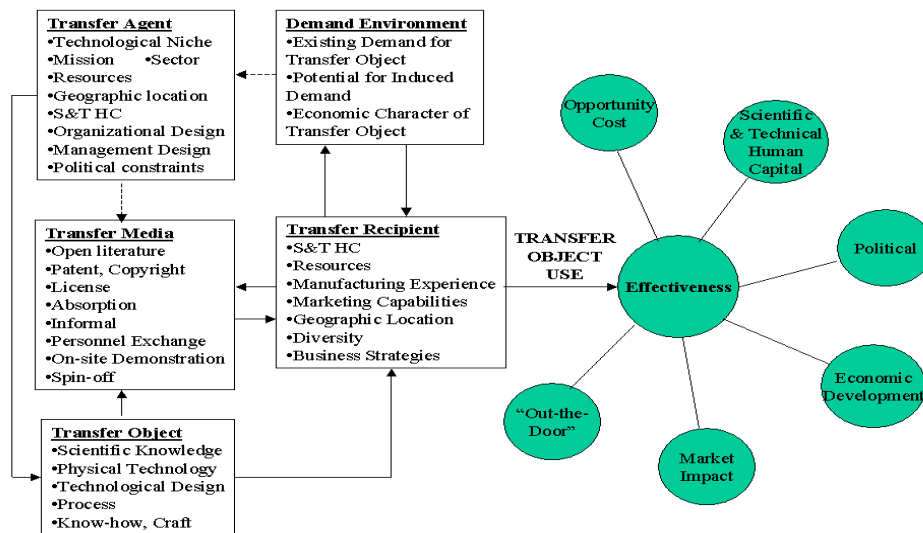 Transfer Agent
•Technological Niche
•Mission •Sector
•Resources
•Geographic location
•S&T HC
•Organizational Design
•Management Design
•Political constraints
Demand Environment
•Existing Demand for
Transfer Object
•Potential for Induced
Demand
•Economic Character of
Transfer Object
Transfer Media
•Open literature
•Patent, Copyright
•License
•Absorption
•Informal
•Personnel Exchange
•On-site Demonstration
•Spin-off
Transfer Recipient
•S&T HC
•Resources
•Manufacturing Experience
•Marketing Capabilities
•Geographic Location
•Diversity
•Business Strategies
Transfer Object
•Scientific Knowledge
•Physical Technology
•Technological Design
•Process
•Know-how, Craft
TRANSFER
OBJECT
USE
Effectiveness
Opportunity
Cost
Scientific
& Technical
Human
Capital
Political
Economic
Development
Market
Impact
“Out-the-
Door”